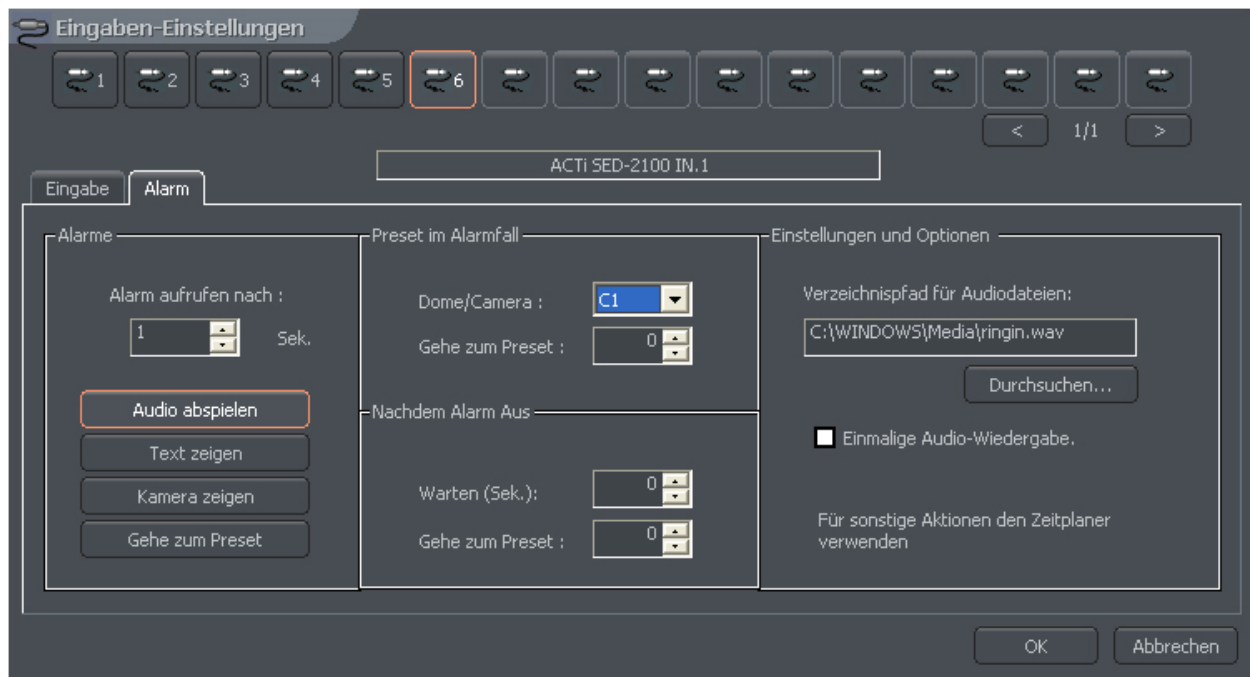 Eingaben-Einstellungen
1 2 3 4 5 6
< 1/1 >
ACTi SED-2100 IN.1
Eingabe Alarm
Alarme
Alarm aufrufen nach :
1 Sek.
Audio abspielen
Text zeigen
Kamera zeigen
Gehe zum Preset
Preset im Alarmfall
Dome/Camera : C1
Gehe zum Preset : 0
Nachdem Alarm Aus
Warten (Sek.): 0
Gehe zum Preset : 0
Einstellungen und Optionen
Verzeichnispfad für Audiodateien:
C:\WINDOWS\Media\ringin.wav
Durchsuchen...
Einmalige Audio-Wiedergabe.
Für sonstige Aktionen den Zeitplaner
verwenden
OK Abbrechen